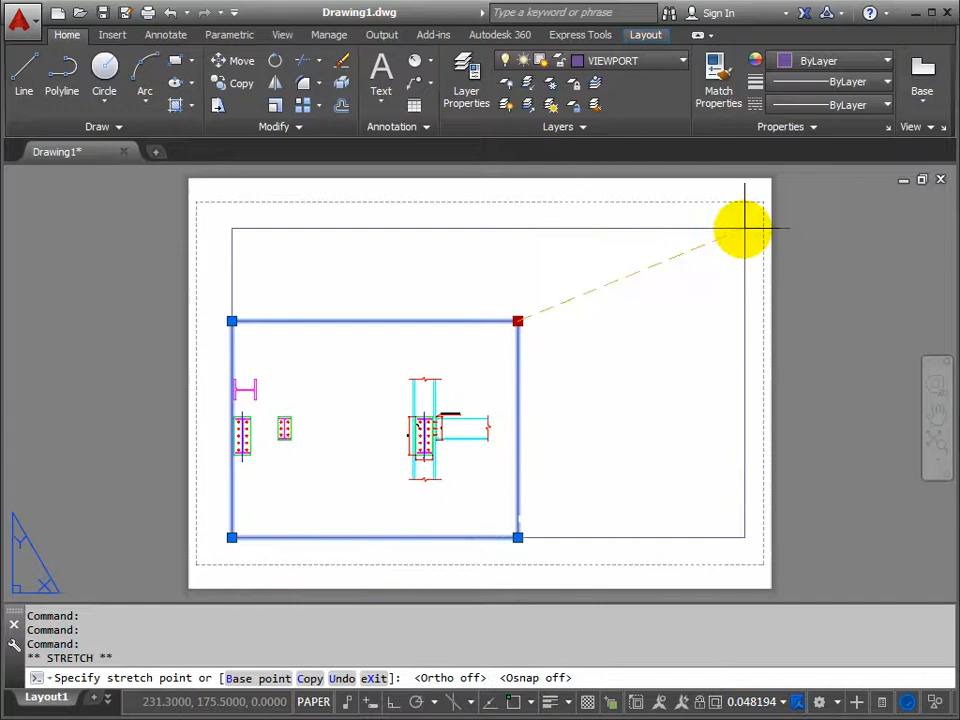 Drawing1.dwg
Type a keyword or phrase
Sign In
Home Insert Annotate Parametric View Manage Output Add-ins Autodesk 360 Express Tools Layout
Line Polyline Circle Arc Move Copy Text Layer Properties VIEWPORT Match Properties ByLayer ByLayer ByLayer Base
Draw Modify Annotation Layers Properties View
Drawing1*
Y
X
Command:
Command:
Command:
** STRETCH **
Specify stretch point or [Base point Copy Undo eXit]: <Ortho off> <Osnap off>
Layout1 231.3000, 175.5000, 0.0000 PAPER 0.048194